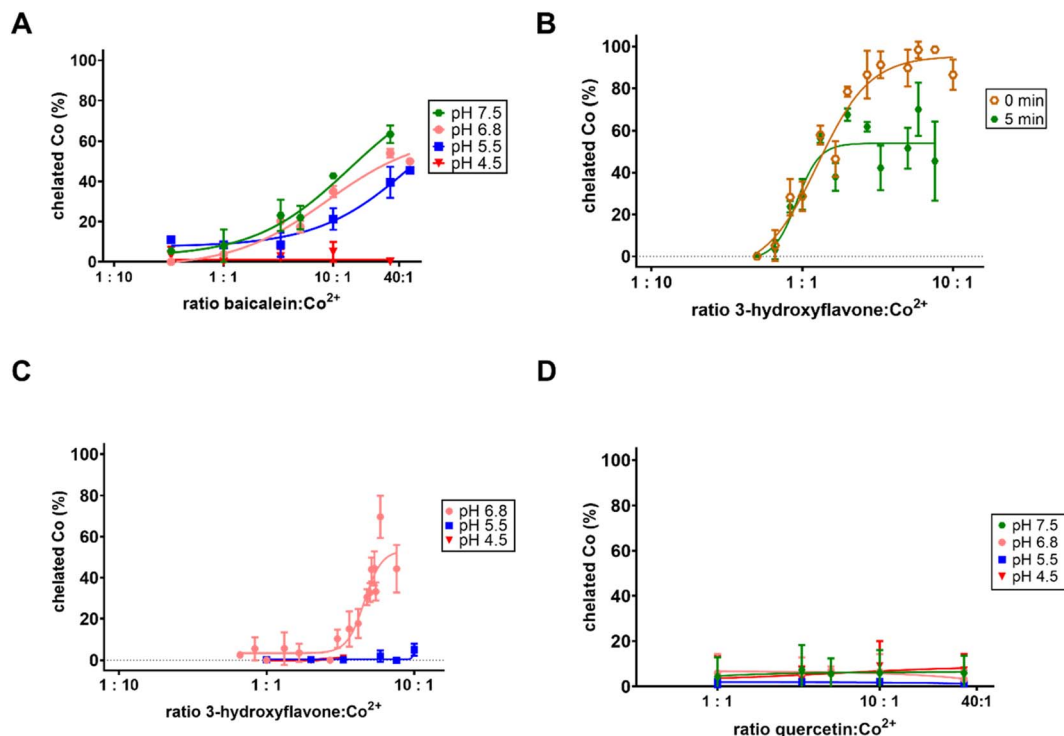 A
chelated Co (%)
100
80
60
40
20
0
1 : 10
1 : 1
10 : 1
40:1
ratio baicalein:Co²⁺
pH 7.5
pH 6.8
pH 5.5
pH 4.5
B
chelated Co (%)
100
80
60
40
20
0
1 : 10
1 : 1
10 : 1
ratio 3-hydroxyflavone:Co²⁺
0 min
5 min
C
chelated Co (%)
100
80
60
40
20
0
1 : 10
1 : 1
10 : 1
ratio 3-hydroxyflavone:Co²⁺
pH 6.8
pH 5.5
pH 4.5
D
chelated Co (%)
100
80
60
40
20
0
1 : 1
10 : 1
40:1
ratio quercetin:Co²⁺
pH 7.5
pH 6.8
pH 5.5
pH 4.5